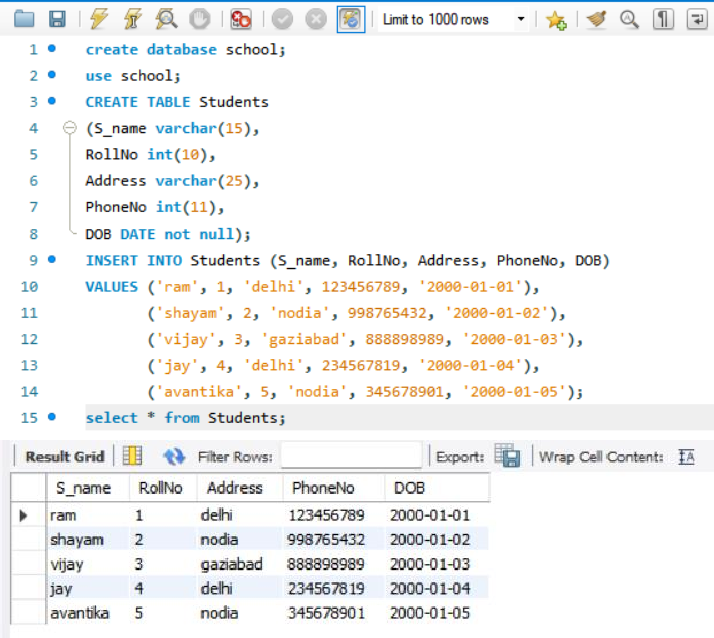 Limit to 1000 rows
1 create database school;
2 use school;
3 CREATE TABLE Students
4 (S_name varchar(15),
5 RollNo int(10),
6 Address varchar(25),
7 PhoneNo int(11),
8 DOB DATE not null);
9 INSERT INTO Students (S_name, RollNo, Address, PhoneNo, DOB)
10 VALUES ('ram', 1, 'delhi', 123456789, '2000-01-01'),
11 ('shayam', 2, 'nodia', 998765432, '2000-01-02'),
12 ('vijay', 3, 'gaziabad', 888898989, '2000-01-03'),
13 ('jay', 4, 'delhi', 234567819, '2000-01-04'),
14 ('avantika', 5, 'nodia', 345678901, '2000-01-05');
15 select * from Students;
Result Grid Filter Rows: Export: Wrap Cell Content: IA
S_name RollNo Address PhoneNo DOB
ram 1 delhi 123456789 2000-01-01
shayam 2 nodia 998765432 2000-01-02
vijay 3 gaziabad 888898989 2000-01-03
jay 4 delhi 234567819 2000-01-04
avantika 5 nodia 345678901 2000-01-05